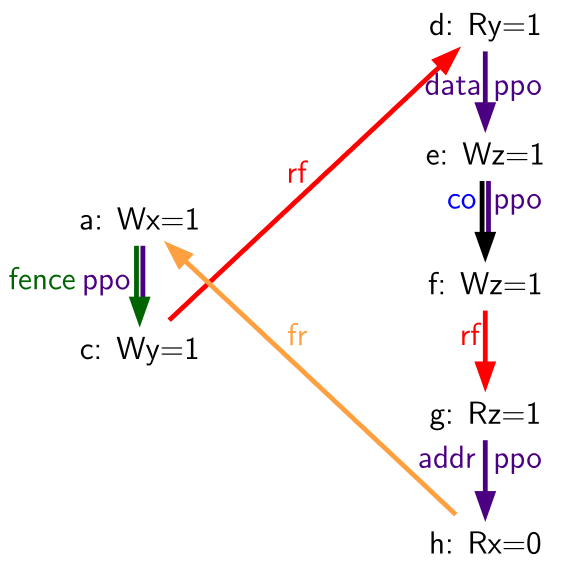 d: Ry=1
data ppo
e: Wz=1
rf
co ppo
a: Wx=1
fence ppo
f: Wz=1
fr
rf
c: Wy=1
g: Rz=1
addr ppo
h: Rx=0